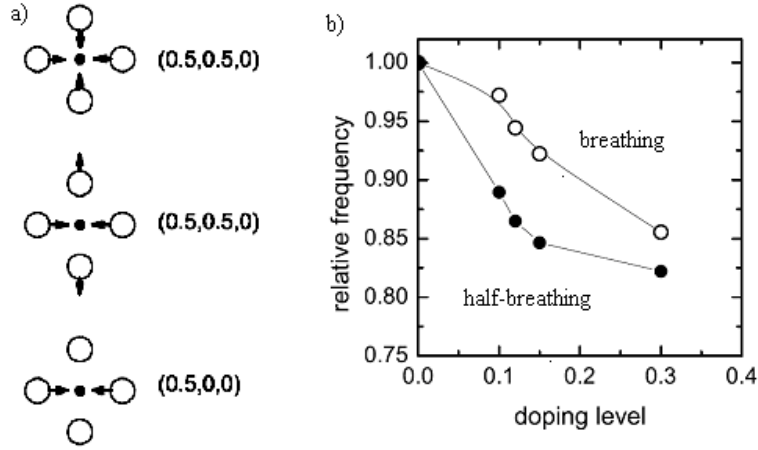 a)
(0.5,0.5,0)
(0.5,0.5,0)
(0.5,0,0)
b)
relative frequency
1.00
0.95
0.90
0.85
0.80
0.75
breathing
half-breathing
0.0 0.1 0.2 0.3 0.4
doping level